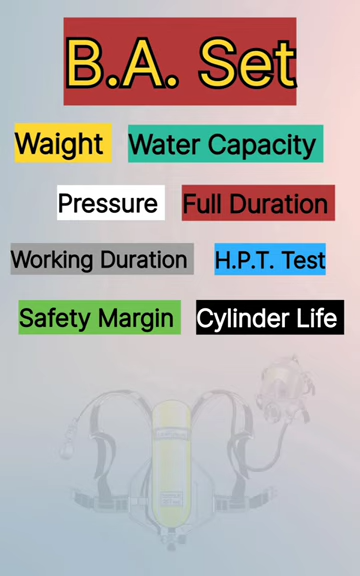 B.A. Set
Waight Water Capacity
Pressure Full Duration
Working Duration H.P.T. Test
Safety Margin Cylinder Life